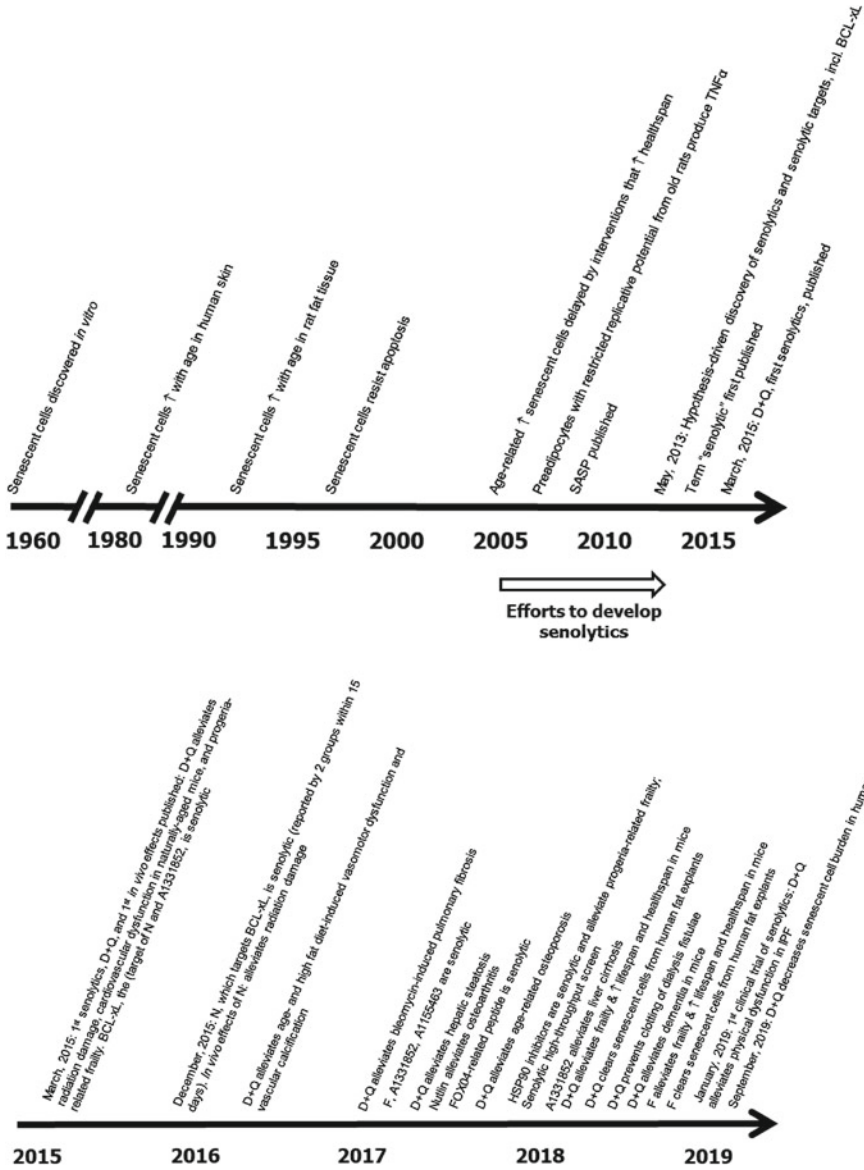 Senescent cells discovered in vitro
Senescent cells ↑ with age in human skin
Senescent cells ↑ with age in rat fat tissue
Senescent cells resist apoptosis
Age-related ↑ senescent cells delayed by interventions that ↑ healthspan
Preadipocytes with restricted replicative potential from old rats produce TNFα
SASP published
May, 2013: Hypothesis-driven discovery of senolytics and senolytic targets, incl. BCL-xL
Term “senolytic” first published
March, 2015: D+Q, first senolytics, published
1960 1980 1990 1995 2000 2005 2010 2015
Efforts to develop
senolytics
March, 2015: 1st senolytics, D+Q, and 1st in vivo effects published: D+Q alleviates
radiation damage, cardiovascular dysfunction in naturally-aged mice, and progeria-
related frailty. BCL-xL, the (target of N and A1331852, is senolytic
December, 2015: N, which targets BCL-xL, is senolytic (reported by 2 groups within 15
days). In vivo effects of N: alleviates radiation damage
D+Q alleviates age- and high fat diet-induced vasomotor dysfunction and
vascular calcification
D+Q alleviates bleomycin-induced pulmonary fibrosis
F, A1331852, A1155463 are senolytic
D+Q alleviates hepatic steatosis
Nutlin alleviates osteoarthritis
FOX04-related peptide is senolytic
D+Q alleviates age-related osteoporosis
HSP90 inhibitors are senolytic and alleviate progeria-related frailty;
Senolytic high-throughput screen
A1331852 alleviates liver cirrhosis
D+Q alleviates frailty & ↑ lifespan and healthspan in mice
D+Q clears senescent cells from human fat explants
D+Q prevents clotting of dialysis fistulae
D+Q alleviates dementia in mice
F alleviates frailty & ↑ lifespan and healthspan in mice
F clears senescent cells from human fat explants
January, 2019: 1st clinical trial of senolytics: D+Q
alleviates physical dysfunction in IPF
September, 2019: D+Q decreases senescent cell burden in
2015 2016 2017 2018 2019